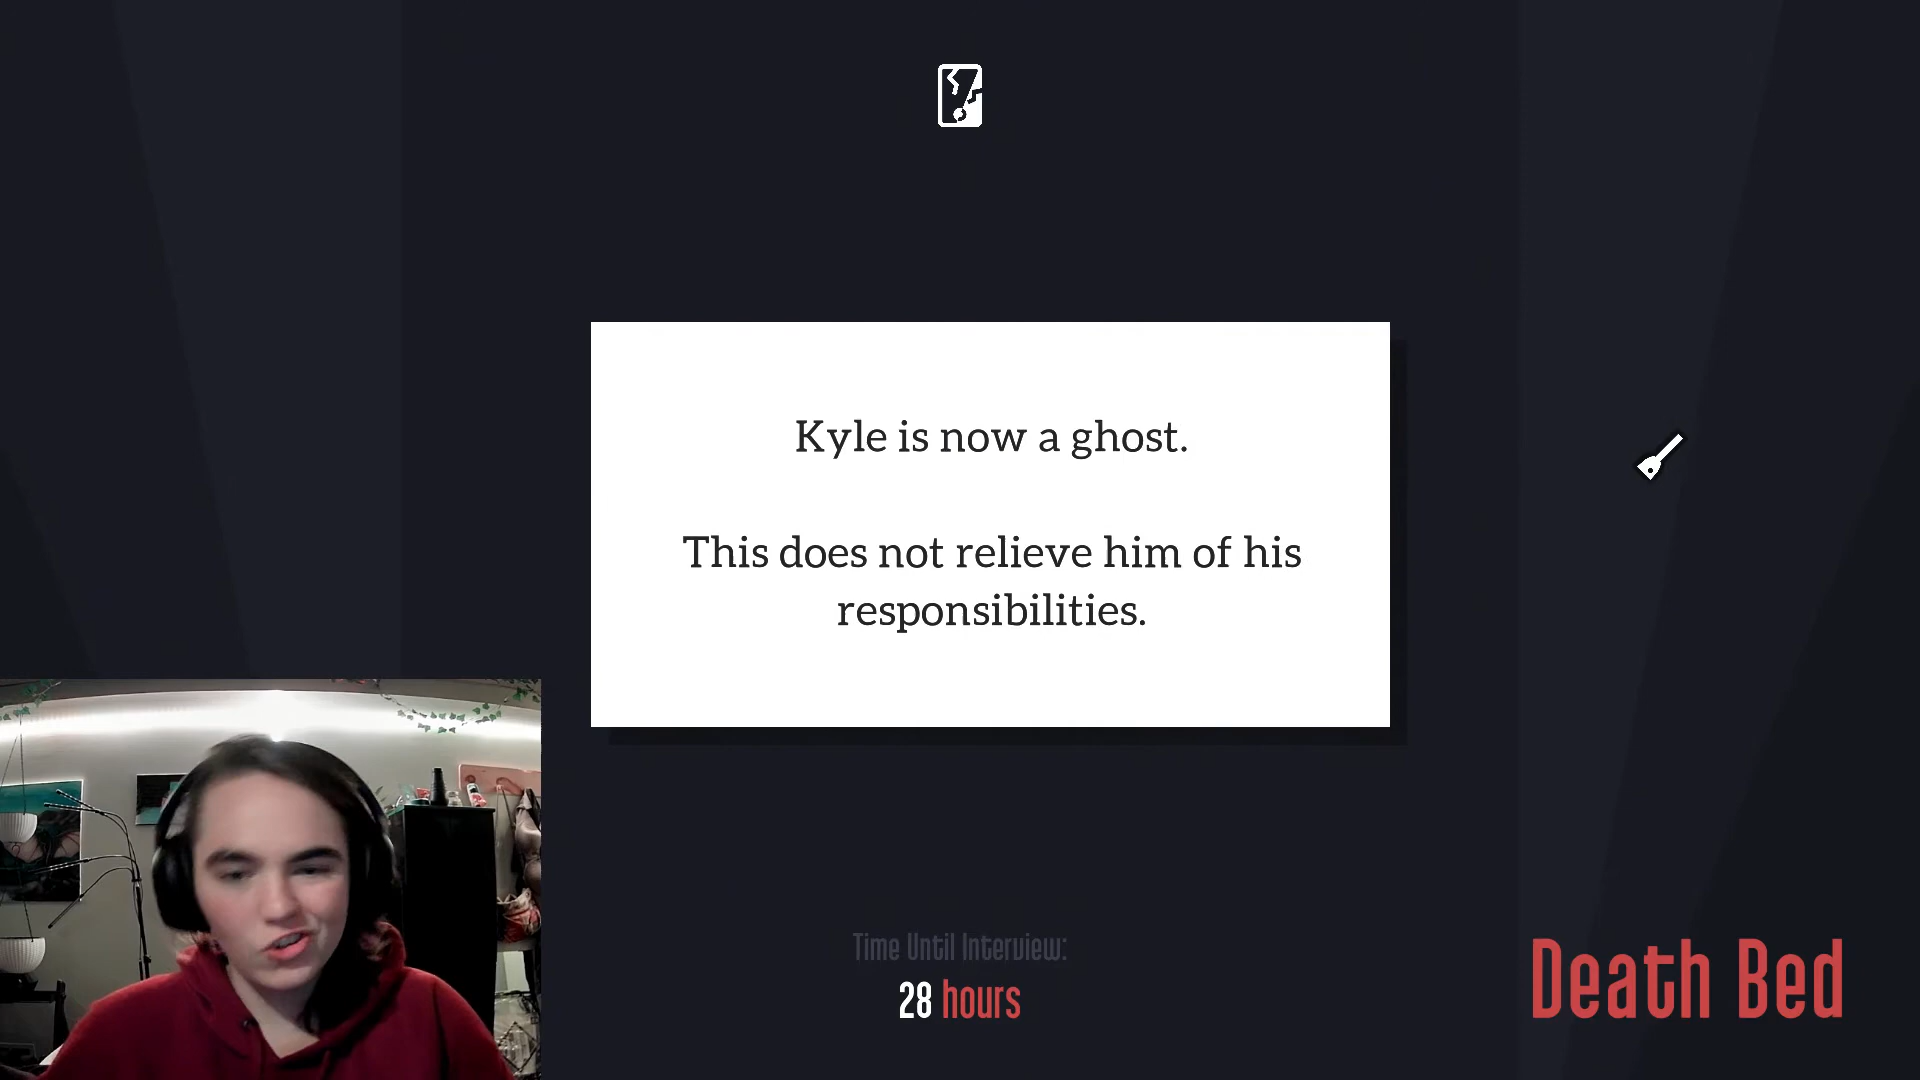 Kyle is now a ghost.
This does not relieve him of his
responsibilities.
Time Until Interview:
28 hours
Death Bed